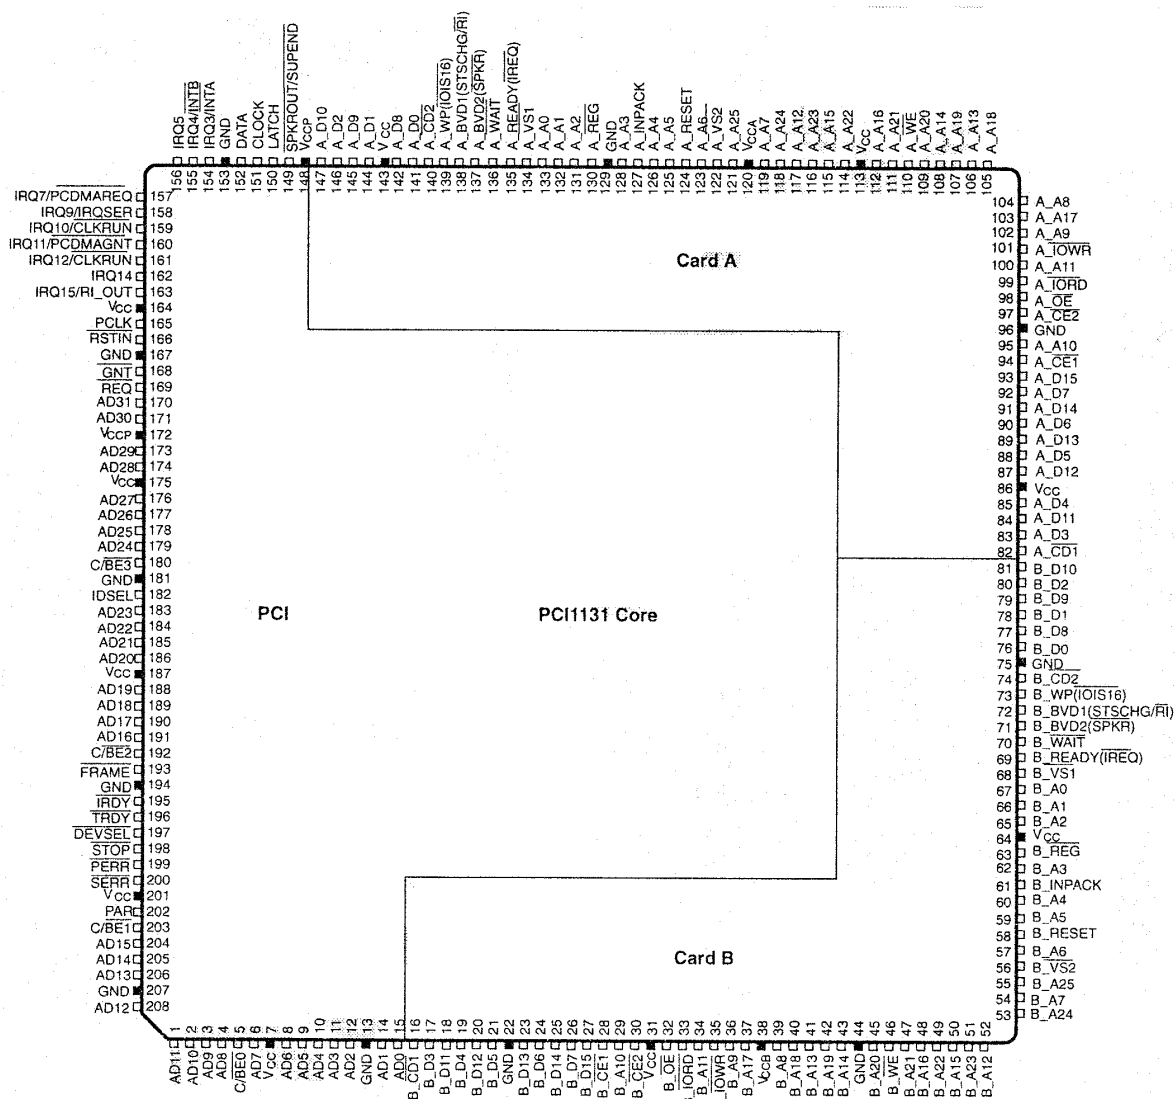 IRQ5 156
IRQ4/INTB 155
IRQ3/INTA 154
GND 153
DATA 152
CLOCK 151
LATCH 150
SPKROUT/SUPEND 149
VCCP 148
A_D10 147
A_D2 146
A_D9 145
A_D1 144
VCC 143
A_D8 142
A_D0 141
A_CD2 140
A_WP(IOIS16) 139
A_BVD1(STSCHG/RI) 138
A_BVD2(SPKR) 137
A_WAIT 136
A_READY(IREQ) 135
A_VS1 134
A_A0 133
A_A1 132
A_A2 131
A_REG 130
GND 129
A_A3 128
A_INPACK 127
A_A4 126
A_A5 125
A_RESET 124
A_A6 123
A_VS2 122
A_A25 121
VCCA 120
A_A7 119
A_A24 118
A_A12 117
A_A23 116
A_A15 115
A_A22 114
VCC 113
A_A16 112
A_A21 111
A_WE 110
A_A20 109
A_A14 108
A_A19 107
A_A13 106
A_A18 105
IRQ7/PCDMAREQ 157
IRQ9/IRQSER 158
IRQ10/CLKRUN 159
IRQ11/PCDMAGNT 160
IRQ12/CLKRUN 161
IRQ14 162
IRQ15/RI_OUT 163
VCC 164
PCLK 165
RSTIN 166
GND 167
GNT 168
REQ 169
AD31 170
AD30 171
VCCP 172
AD29 173
AD28 174
VCC 175
AD27 176
AD26 177
AD25 178
AD24 179
C/BE3 180
GND 181
IDSEL 182
AD23 183
AD22 184
AD21 185
AD20 186
VCC 187
AD19 188
AD18 189
AD17 190
AD16 191
C/BE2 192
FRAME 193
GND 194
IRDY 195
TRDY 196
DEVSEL 197
STOP 198
PERR 199
SERR 200
VCC 201
PAR 202
C/BE1 203
AD15 204
AD14 205
AD13 206
GND 207
AD12 208
Card A
PCI
PCI1131 Core
Card B
104 A_A8
103 A_A17
102 A_A9
101 A_IOWR
100 A_A11
99 A_IORD
98 A_OE
97 A_CE2
96 GND
95 A_A10
94 A_CE1
93 A_D15
92 A_D7
91 A_D14
90 A_D6
89 A_D13
88 A_D5
87 A_D12
86 VCC
85 A_D4
84 A_D11
83 A_D3
82 A_CD1
81 B_D10
80 B_D2
79 B_D9
78 B_D1
77 B_D8
76 B_D0
75 GND
74 B_CD2
73 B_WP(IOIS16)
72 B_BVD1(STSCHG/RI)
71 B_BVD2(SPKR)
70 B_WAIT
69 B_READY(IREQ)
68 B_VS1
67 B_A0
66 B_A1
65 B_A2
64 VCC
63 B_REG
62 B_A3
61 B_INPACK
60 B_A4
59 B_A5
58 B_RESET
57 B_A6
56 B_VS2
55 B_A25
54 B_A7
53 B_A24
AD11 1
AD10 2
AD9 3
AD8 4
C/BE0 5
AD7 6
VCC 7
AD6 8
AD5 9
AD4 10
AD3 11
AD2 12
GND 13
AD1 14
AD0 15
B_CD1 16
B_D3 17
B_D11 18
B_D4 19
B_D12 20
B_D5 21
GND 22
B_D13 23
B_D6 24
B_D14 25
B_D7 26
B_D15 27
B_CE1 28
B_A10 29
B_CE2 30
VCC 31
B_OE 32
_IORD 33
B_A11 34
_IOWR 35
B_A9 36
B_A17 37
VCCB 38
B_A8 39
B_A18 40
B_A13 41
B_A19 42
B_A14 43
GND 44
B_A20 45
B_WE 46
B_A21 47
B_A16 48
B_A22 49
B_A15 50
B_A23 51
B_A12 52